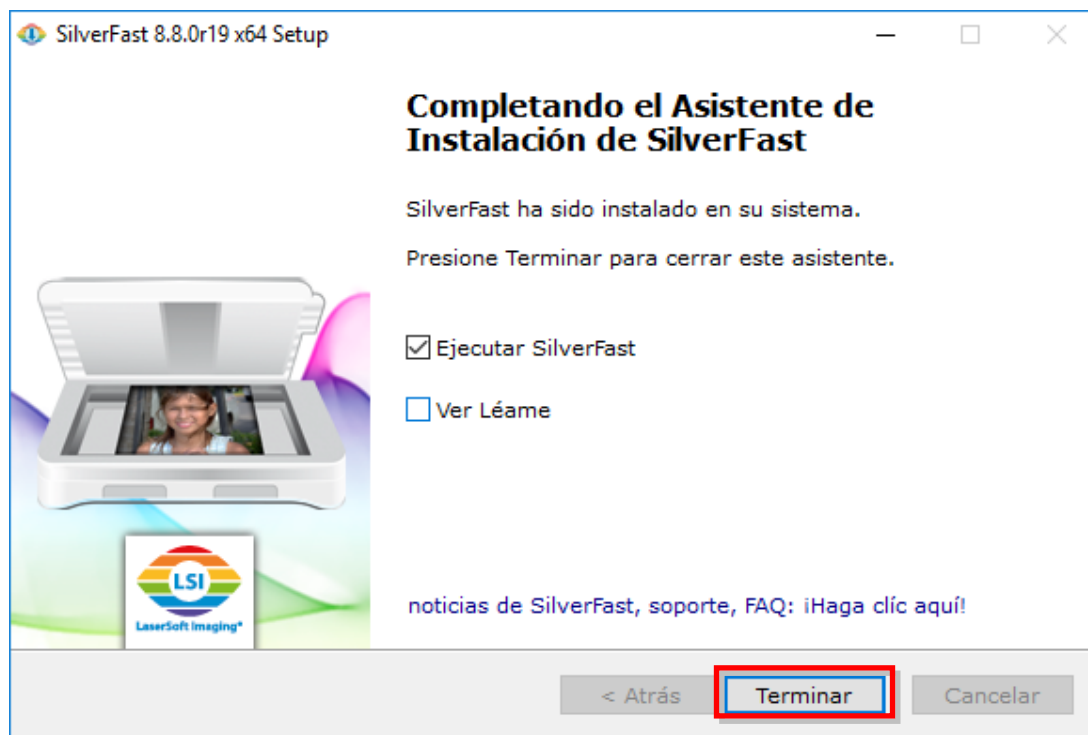 SilverFast 8.8.0r19 x64 Setup
Completando el Asistente de
Instalación de SilverFast
SilverFast ha sido instalado en su sistema.
Presione Terminar para cerrar este asistente.
Ejecutar SilverFast
Ver Léame
LSI
LaserSoft Imaging®
noticias de SilverFast, soporte, FAQ: ¡Haga clíc aquí!
< Atrás Terminar Cancelar